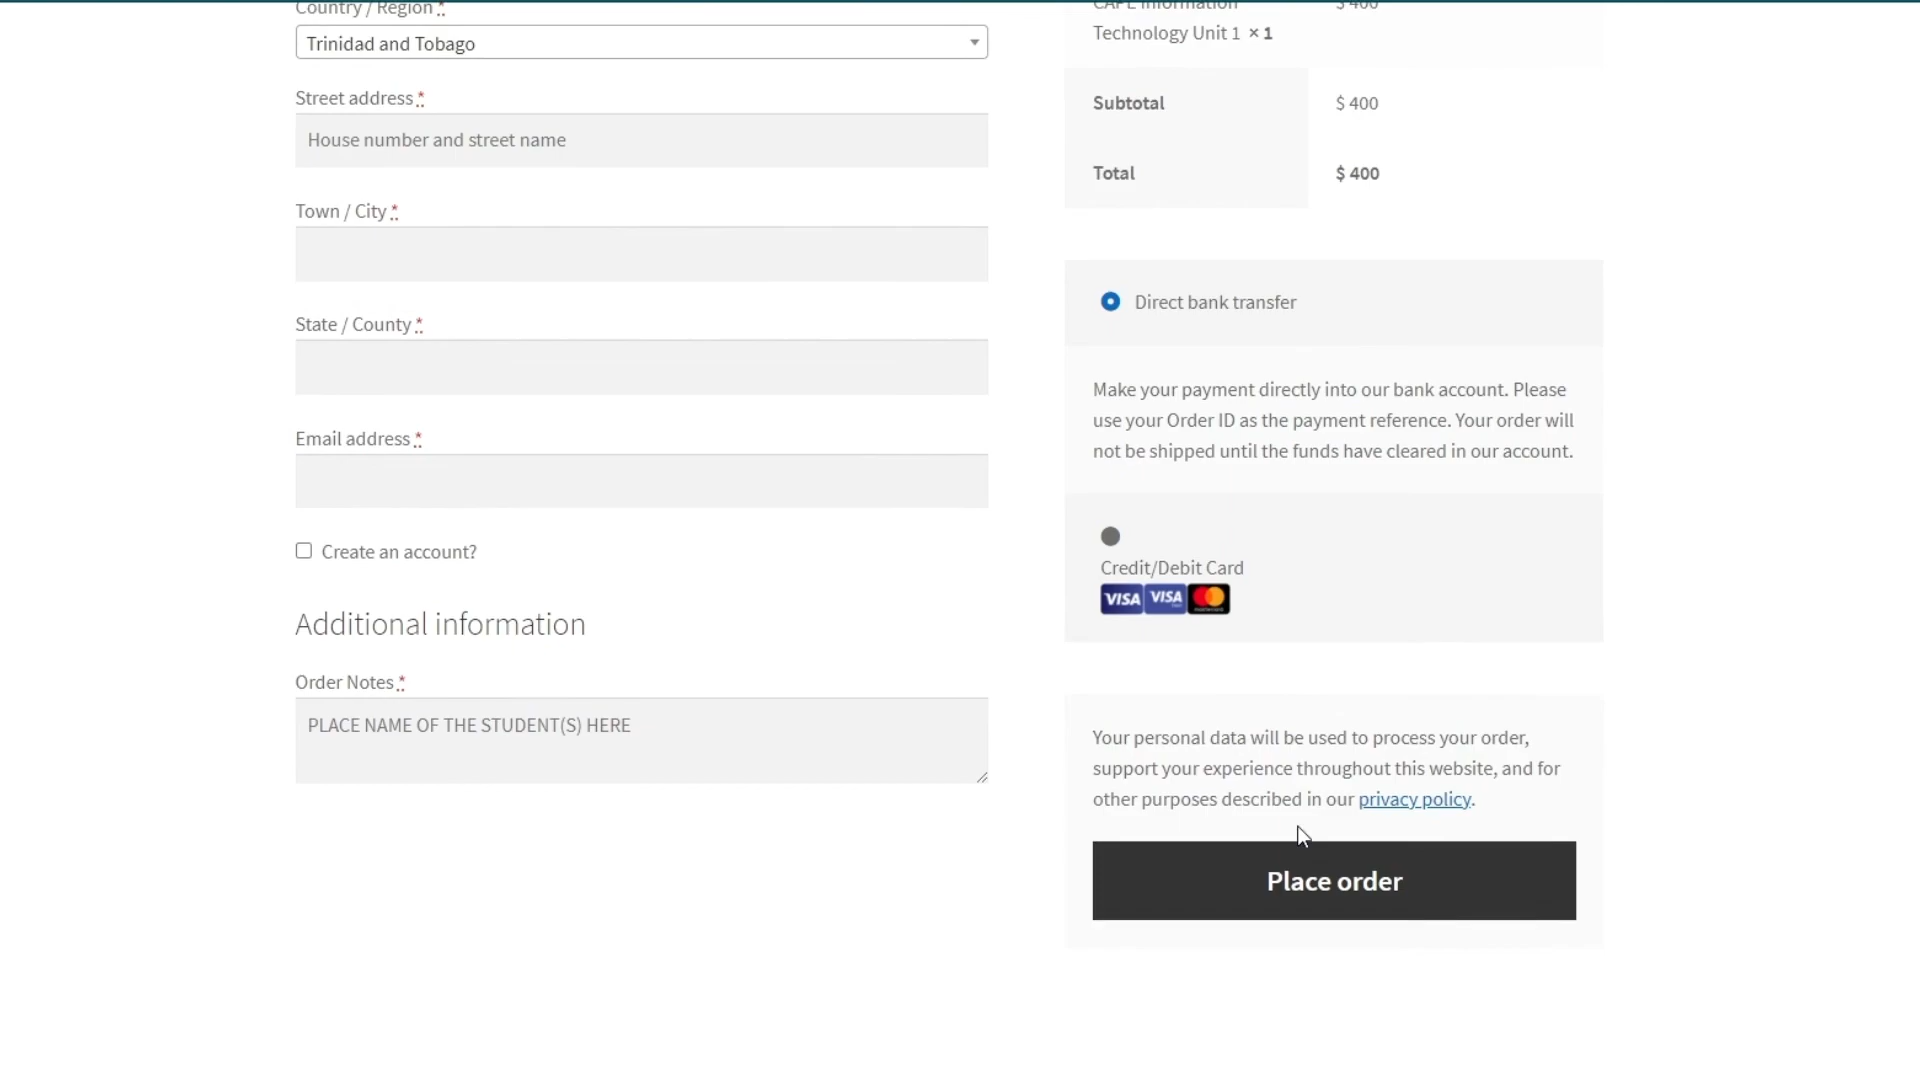 Country / Region *
Trinidad and Tobago
Street address *
House number and street name
Town / City *
State / County *
Email address *
Create an account?
Additional information
Order Notes *
PLACE NAME OF THE STUDENT(S) HERE
CAPE Information $ 400
Technology Unit 1 × 1
Subtotal $ 400
Total $ 400
Direct bank transfer
Make your payment directly into our bank account. Please
use your Order ID as the payment reference. Your order will
not be shipped until the funds have cleared in our account.
Credit/Debit Card
VISA VISA
Your personal data will be used to process your order,
support your experience throughout this website, and for
other purposes described in our privacy policy.
Place order